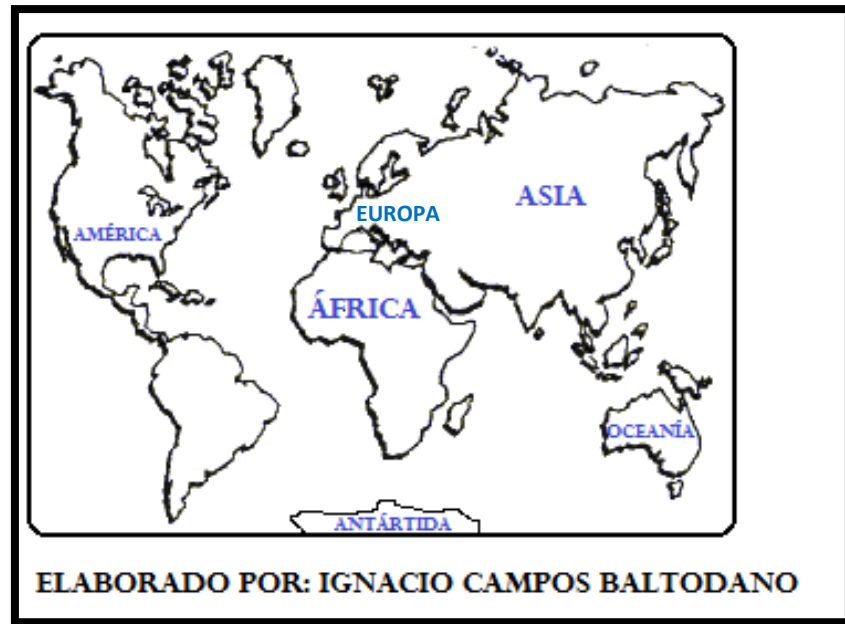 ASIA
EUROPA
AMÉRICA
ÁFRICA
OCEANÍA
ANTÁRTIDA
ELABORADO POR: IGNACIO CAMPOS BALTODANO